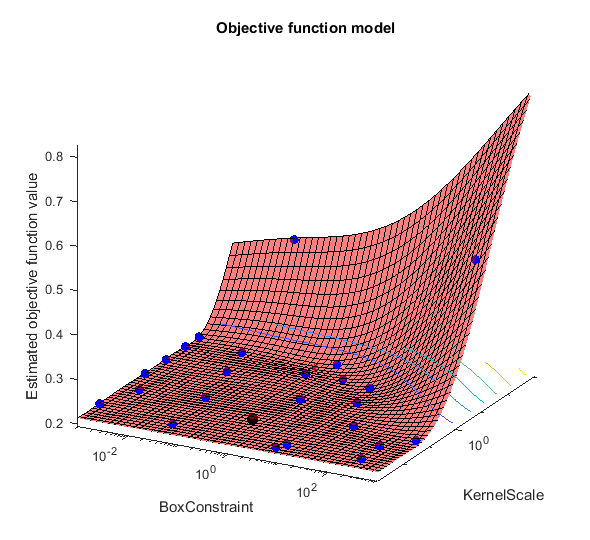 Objective function model
Estimated objective function value
0.8
0.7
0.6
0.5
0.4
0.3
0.2
10^-2
10^0
10^2
BoxConstraint
10^0
KernelScale